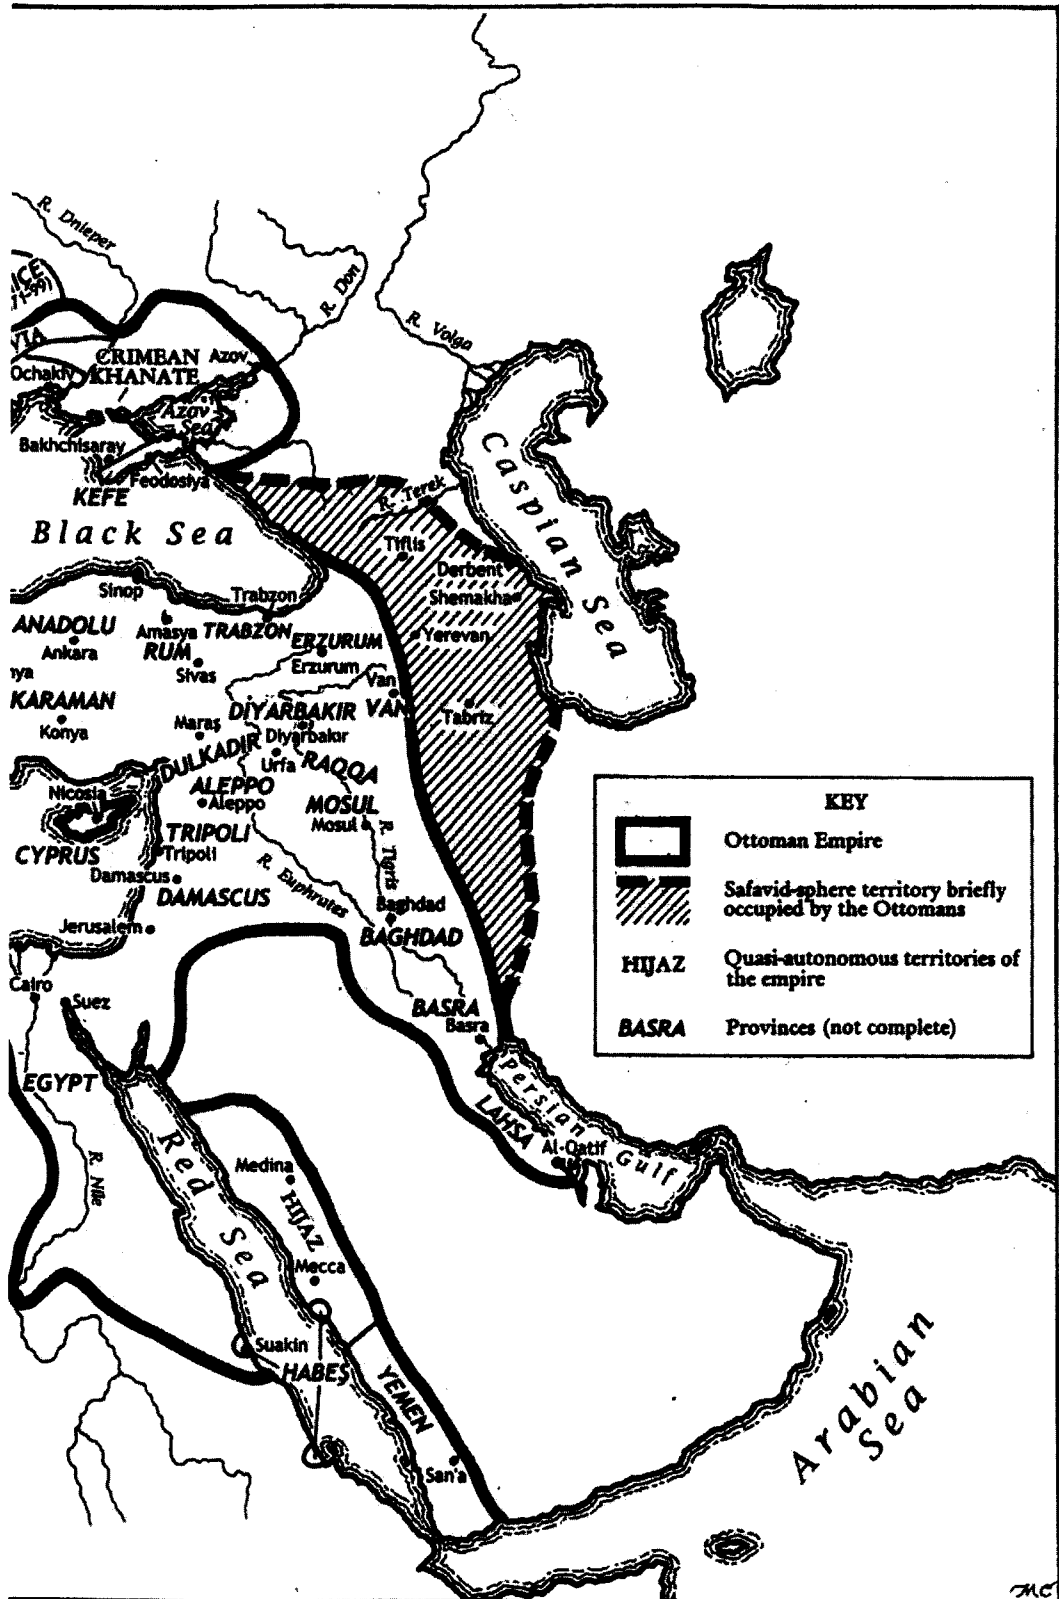 R. Dnieper
R. Don
R. Volga
CRIMEAN
KHANATE
Azov
Ochakiv
Azov
Sea
Bakhchisaray
Feodosiya
KEFE
R. Terek
Caspian Sea
Black Sea
Tiflis
Derbent
Shemakha
Sinop
Trabzon
ANADOLU
Ankara
Amasya
TRABZON
RUM
Sivas
ERZURUM
Erzurum
Yerevan
Van
VAN
KARAMAN
Konya
DİYARBAKIR
Diyarbakır
Tabriz
Maraş
DULKADIR
Urfa
RAQQA
ALEPPO
Aleppo
MOSUL
Mosul
R. Tigris
Nicosia
CYPRUS
TRIPOLI
Tripoli
Damascus
DAMASCUS
R. Euphrates
Baghdad
BAGHDAD
Jerusalem
Cairo
Suez
BASRA
Basra
EGYPT
Persian Gulf
LAHSA
Al-Qatif
R. Nile
Red Sea
Medina
HIJAZ
Mecca
Suakin
HABEŞ
YEMEN
San'a
Arabian
Sea
KEY
Ottoman Empire
Safavid-sphere territory briefly
occupied by the Ottomans
HIJAZ
Quasi-autonomous territories of
the empire
BASRA
Provinces (not complete)